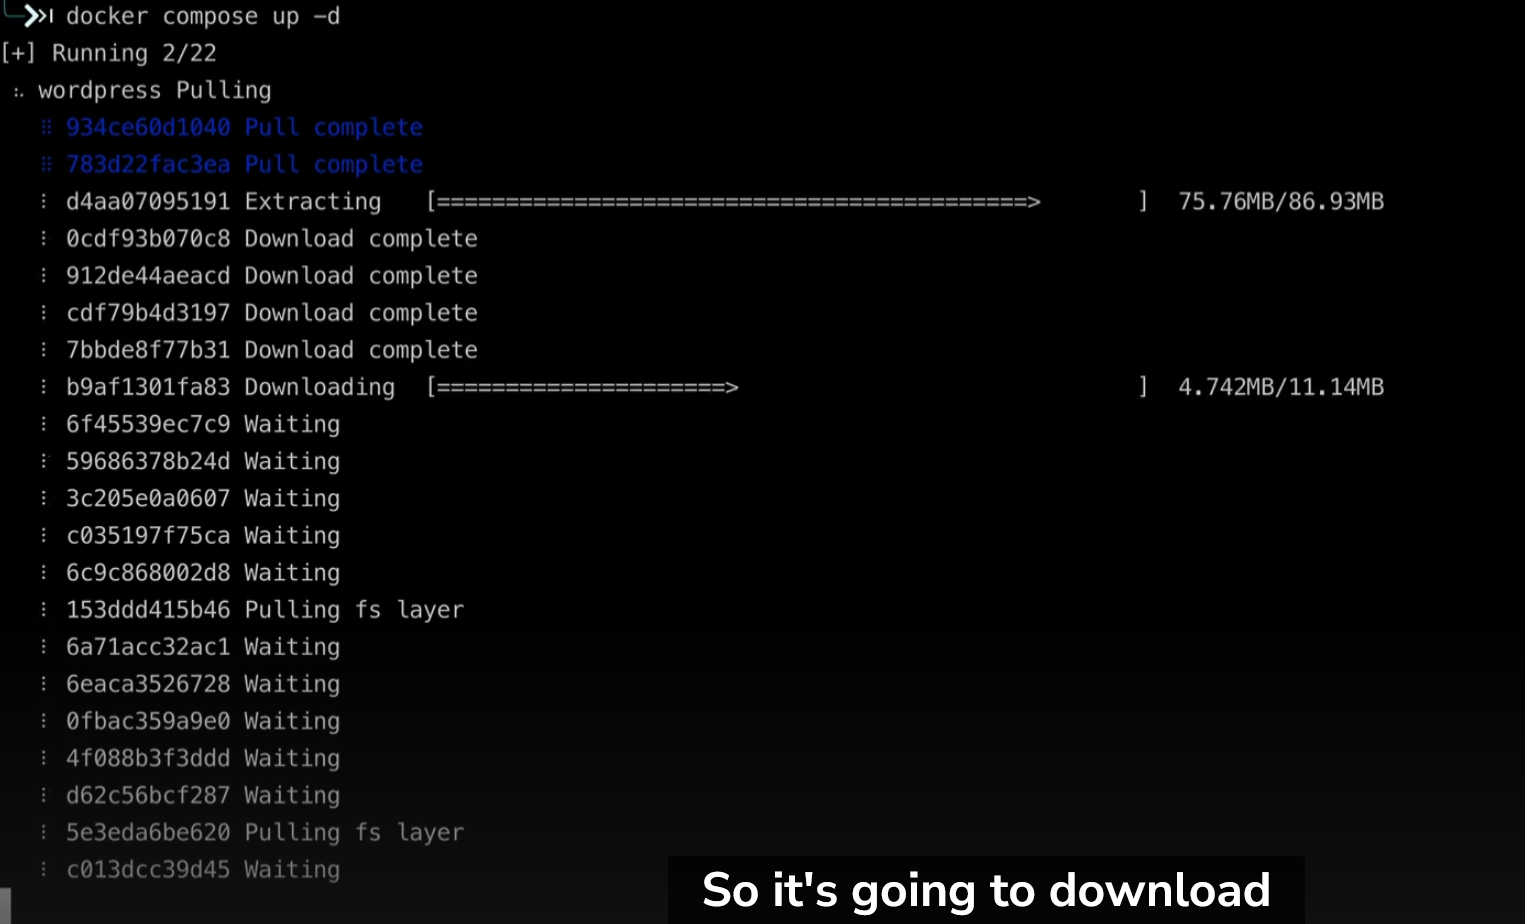 docker compose up -d
[+] Running 2/22
wordpress Pulling
934ce60d1040 Pull complete
783d22fac3ea Pull complete
d4aa07095191 Extracting [===========================================> ] 75.76MB/86.93MB
0cdf93b070c8 Download complete
912de44aeacd Download complete
cdf79b4d3197 Download complete
7bbde8f77b31 Download complete
b9af1301fa83 Downloading [=====================> ] 4.742MB/11.14MB
6f45539ec7c9 Waiting
59686378b24d Waiting
3c205e0a0607 Waiting
c035197f75ca Waiting
6c9c868002d8 Waiting
153ddd415b46 Pulling fs layer
6a71acc32ac1 Waiting
6eaca3526728 Waiting
0fbac359a9e0 Waiting
4f088b3f3ddd Waiting
d62c56bcf287 Waiting
5e3eda6be620 Pulling fs layer
c013dcc39d45 Waiting
So it's going to download